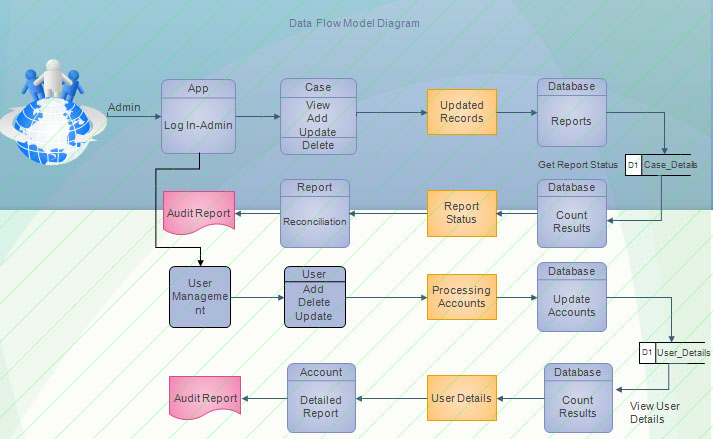 Data Flow Model Diagram
Admin
App
Log In-Admin
Case
View
Add
Update
Delete
Updated
Records
Database
Reports
Get Report Status
D1 Case_Details
Audit Report
Report
Reconciliation
Report
Status
Database
Count
Results
User
Manageme
nt
User
Add
Delete
Update
Processing
Accounts
Database
Update
Accounts
D1 User_Details
Audit Report
Account
Detailed
Report
User Details
Database
Count
Results
View User
Details